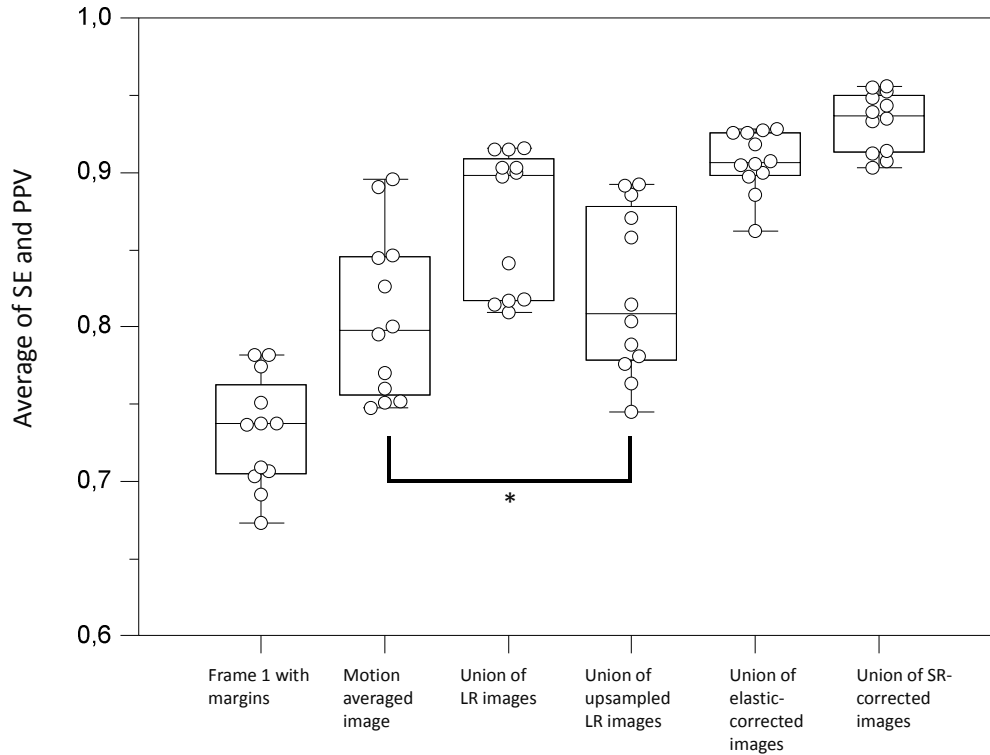 1,0
0,9
0,8
0,7
0,6
Average of SE and PPV
*
Frame 1 with
margins
Motion
averaged
image
Union of
LR images
Union of
upsampled
LR images
Union of
elastic-
corrected
images
Union of SR-
corrected
images